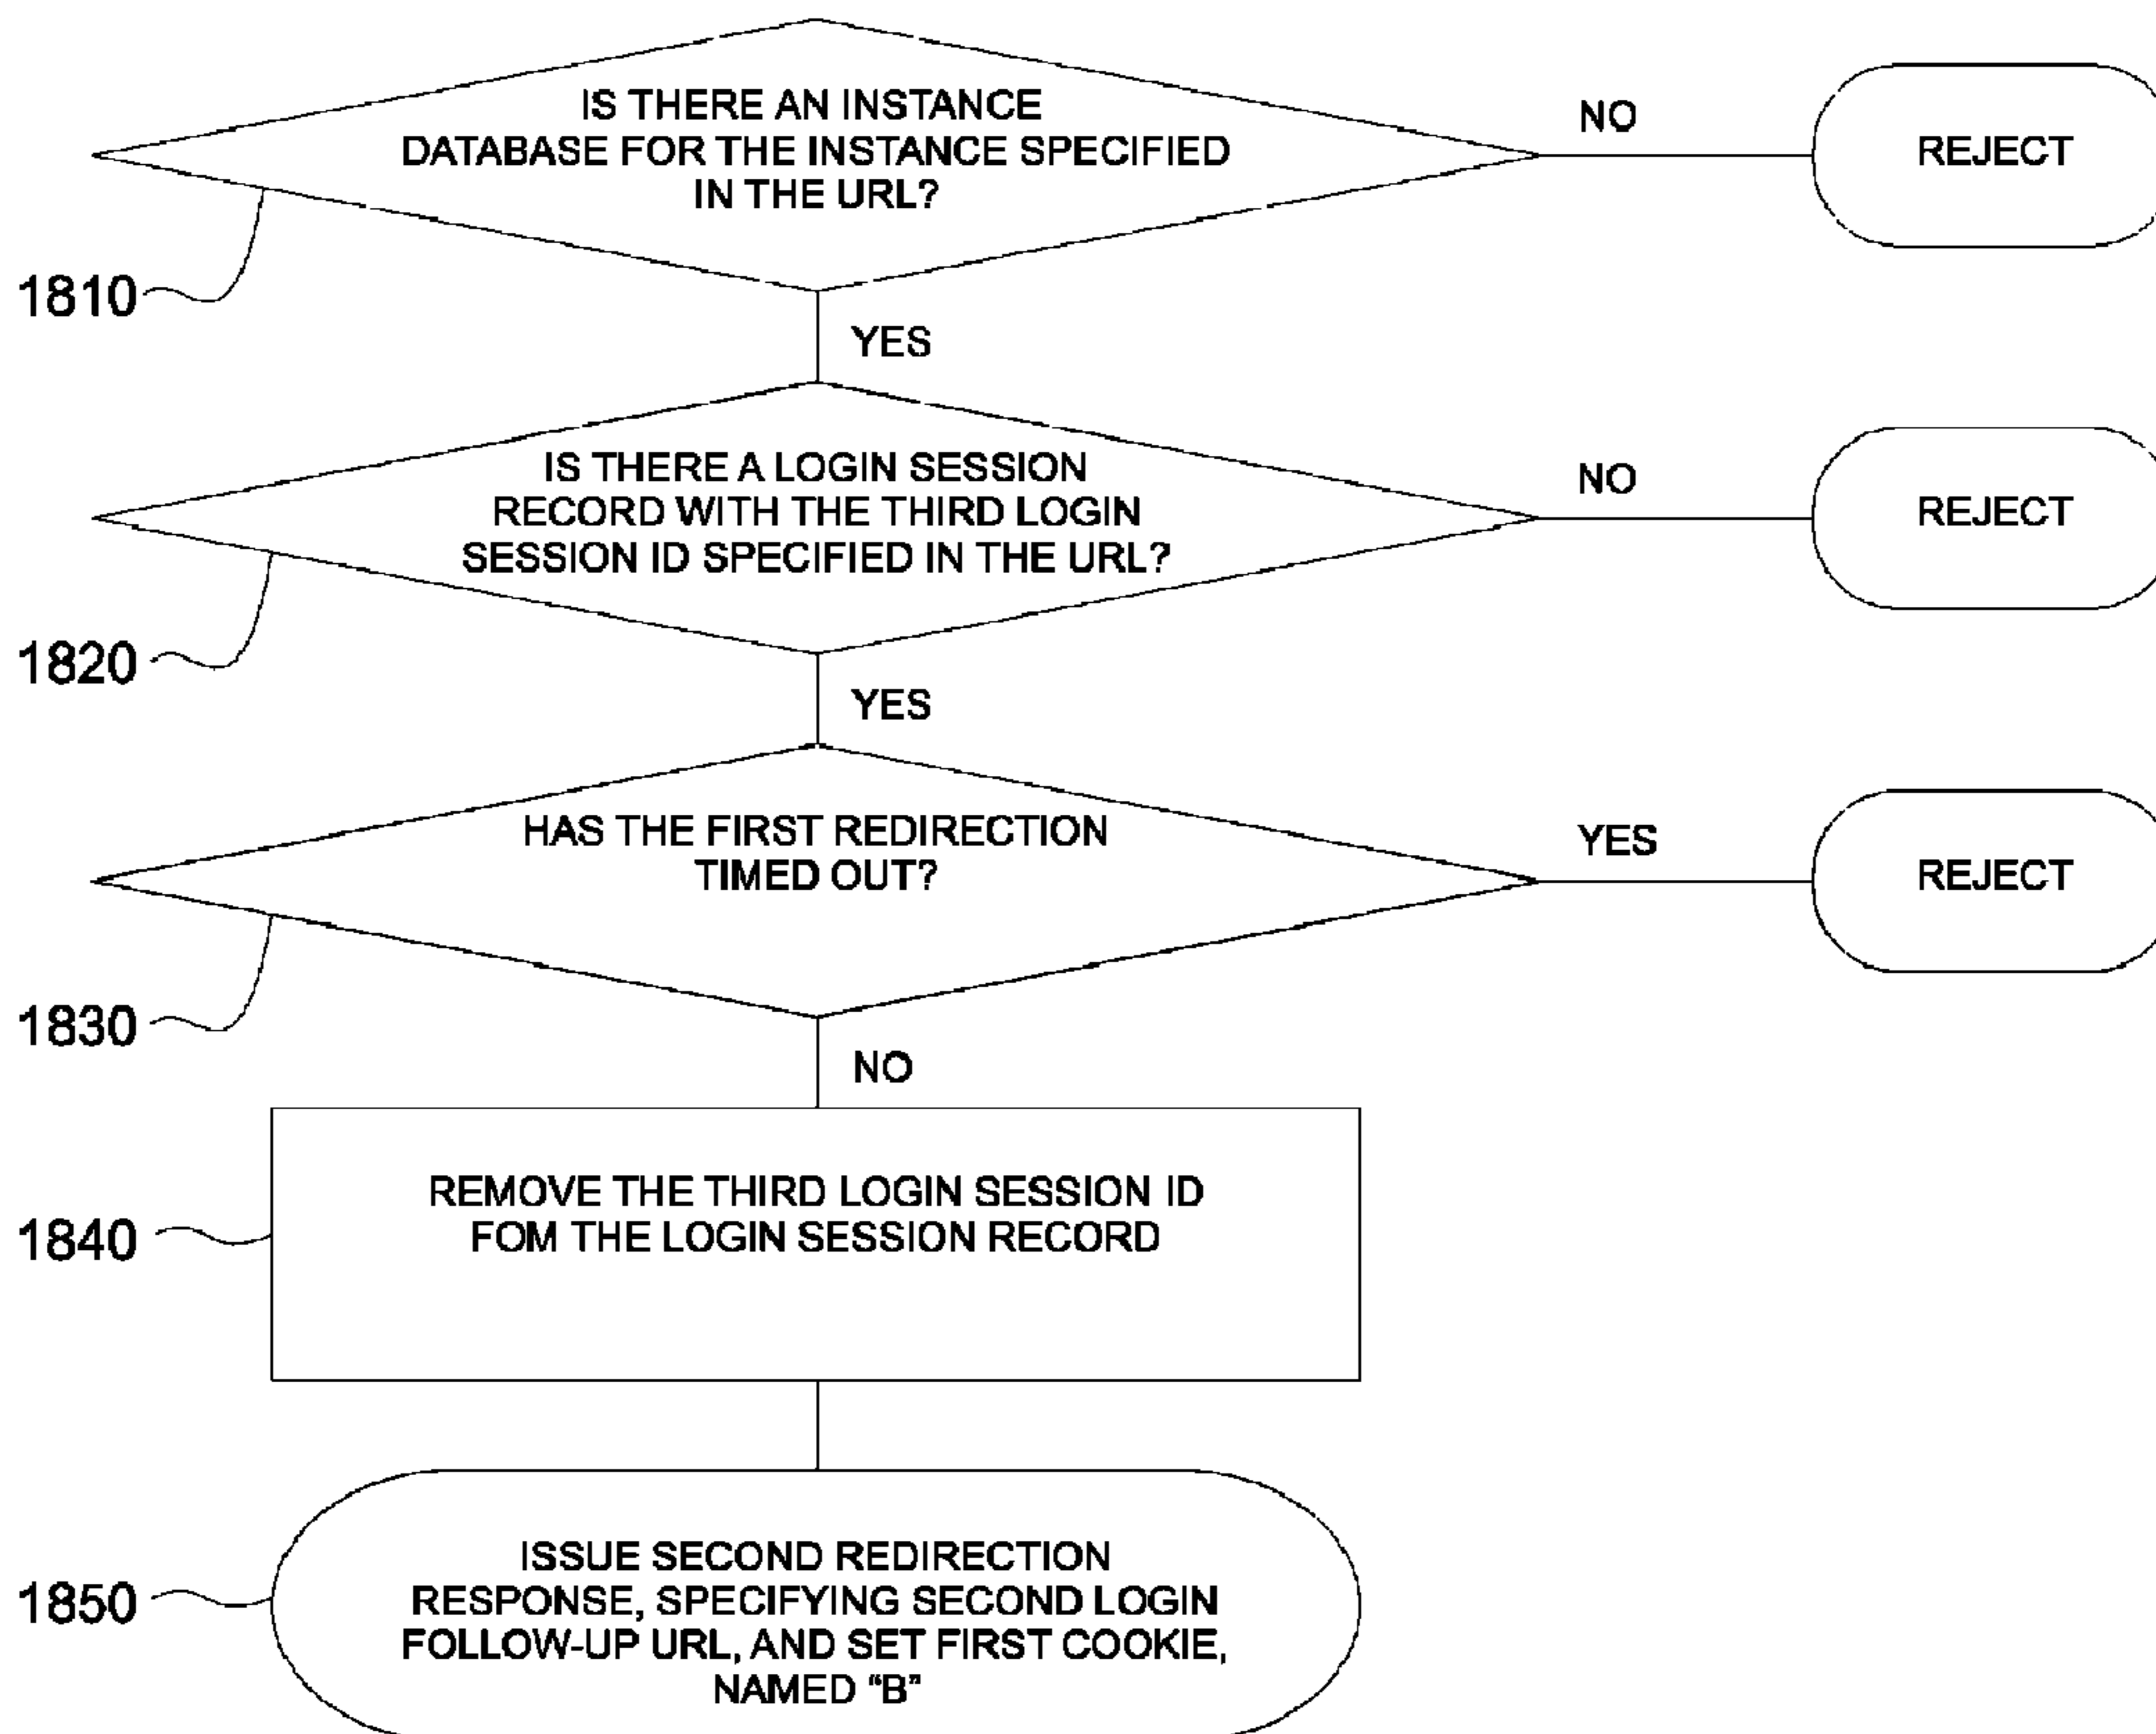 IS THERE AN INSTANCE
DATABASE FOR THE INSTANCE SPECIFIED
IN THE URL?
NO
REJECT
1810
YES
IS THERE A LOGIN SESSION
RECORD WITH THE THIRD LOGIN
SESSION ID SPECIFIED IN THE URL?
NO
REJECT
1820
YES
HAS THE FIRST REDIRECTION
TIMED OUT?
YES
REJECT
1830
NO
REMOVE THE THIRD LOGIN SESSION ID
FOM THE LOGIN SESSION RECORD
1840
ISSUE SECOND REDIRECTION
RESPONSE, SPECIFYING SECOND LOGIN
FOLLOW-UP URL, AND SET FIRST COOKIE,
NAMED “B”
1850